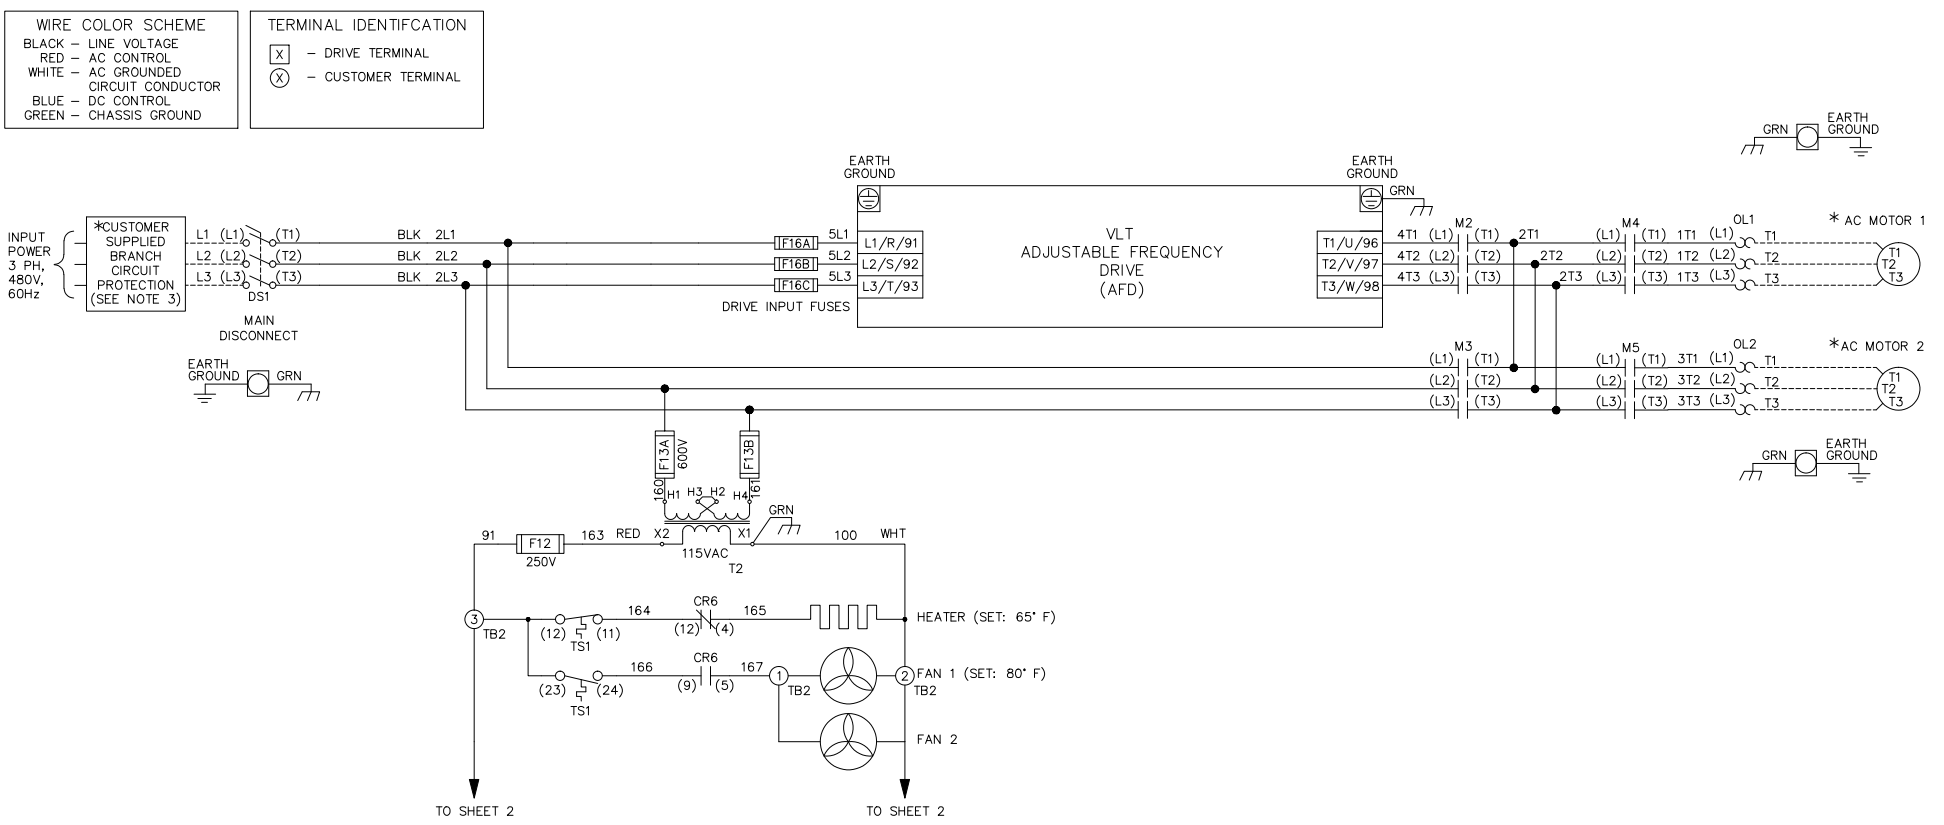 WIRE COLOR SCHEME
BLACK – LINE VOLTAGE
RED – AC CONTROL
WHITE – AC GROUNDED
CIRCUIT CONDUCTOR
BLUE – DC CONTROL
GREEN – CHASSIS GROUND
TERMINAL IDENTIFCATION
X – DRIVE TERMINAL
X – CUSTOMER TERMINAL
INPUT
POWER
3 PH,
480V,
60Hz
*CUSTOMER
SUPPLIED
BRANCH
CIRCUIT
PROTECTION
(SEE NOTE 3)
L1 (L1) (T1)
L2 (L2) (T2)
L3 (L3) (T3)
DS1
MAIN
DISCONNECT
EARTH
GROUND
GRN
BLK 2L1
BLK 2L2
BLK 2L3
F16A 5L1
F16B 5L2
F16C 5L3
DRIVE INPUT FUSES
EARTH
GROUND
L1/R/91
L2/S/92
L3/T/93
VLT
ADJUSTABLE FREQUENCY
DRIVE
(AFD)
EARTH
GROUND
GRN
T1/U/96
T2/V/97
T3/W/98
M2
4T1 (L1) (T1) 2T1
4T2 (L2) (T2) 2T2
4T3 (L3) (T3) 2T3
M4
(L1) (T1) 1T1 (L1)
(L2) (T2) 1T2 (L2)
(L3) (T3) 1T3 (L3)
OL1
T1
T2
T3
* AC MOTOR 1
T1
T2
T3
GRN
EARTH
GROUND
M3
(L1) (T1)
(L2) (T2)
(L3) (T3)
M5
(L1) (T1) 3T1 (L1)
(L2) (T2) 3T2 (L2)
(L3) (T3) 3T3 (L3)
OL2
T1
T2
T3
*AC MOTOR 2
T1
T2
T3
GRN
EARTH
GROUND
F13A
600V
F13B
160
161
H1 H3 H2 H4
GRN
91
F12
250V
163 RED X2
X1
115VAC
T2
100 WHT
3
TB2
(12) (11)
TS1
164
CR6
(12) (4)
165
HEATER (SET: 65° F)
(23) (24)
TS1
166
CR6
(9) (5)
167
1
TB2
2
TB2
FAN 1 (SET: 80° F)
FAN 2
TO SHEET 2
TO SHEET 2